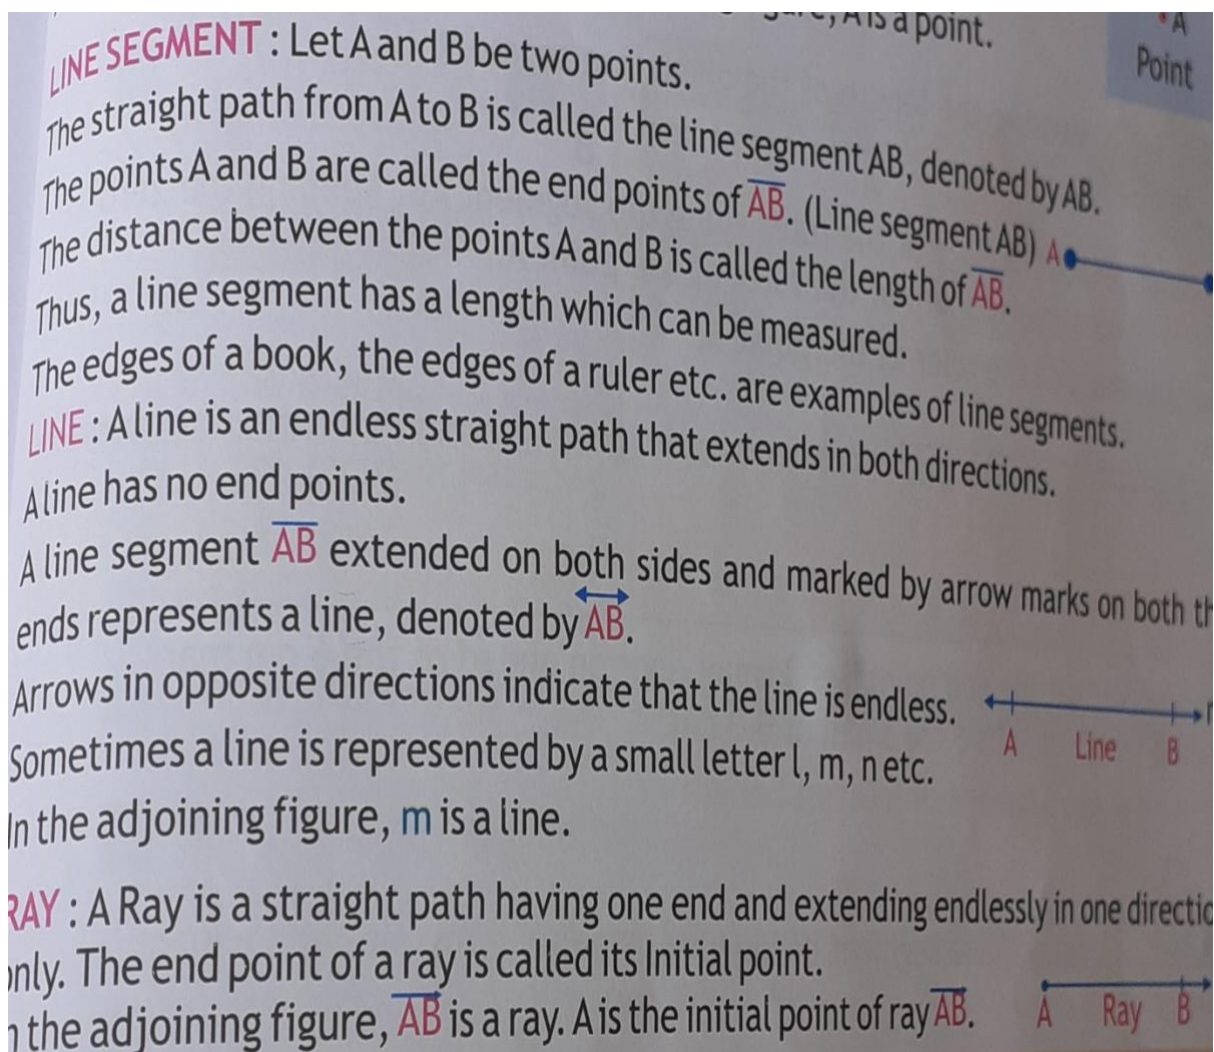 A is a point.
A
Point
LINE SEGMENT : Let A and B be two points.
The straight path from A to B is called the line segment AB, denoted by AB.
The points A and B are called the end points of AB. (Line segment AB) A
The distance between the points A and B is called the length of AB.
Thus, a line segment has a length which can be measured.
The edges of a book, the edges of a ruler etc. are examples of line segments.
LINE : A line is an endless straight path that extends in both directions.
A line has no end points.
A line segment AB extended on both sides and marked by arrow marks on both
ends represents a line, denoted by AB.
Arrows in opposite directions indicate that the line is endless.
A Line B
Sometimes a line is represented by a small letter l, m, n etc.
In the adjoining figure, m is a line.
RAY : A Ray is a straight path having one end and extending endlessly in one
only. The end point of a ray is called its Initial point.
the adjoining figure, AB is a ray. A is the initial point of ray AB.
A Ray B